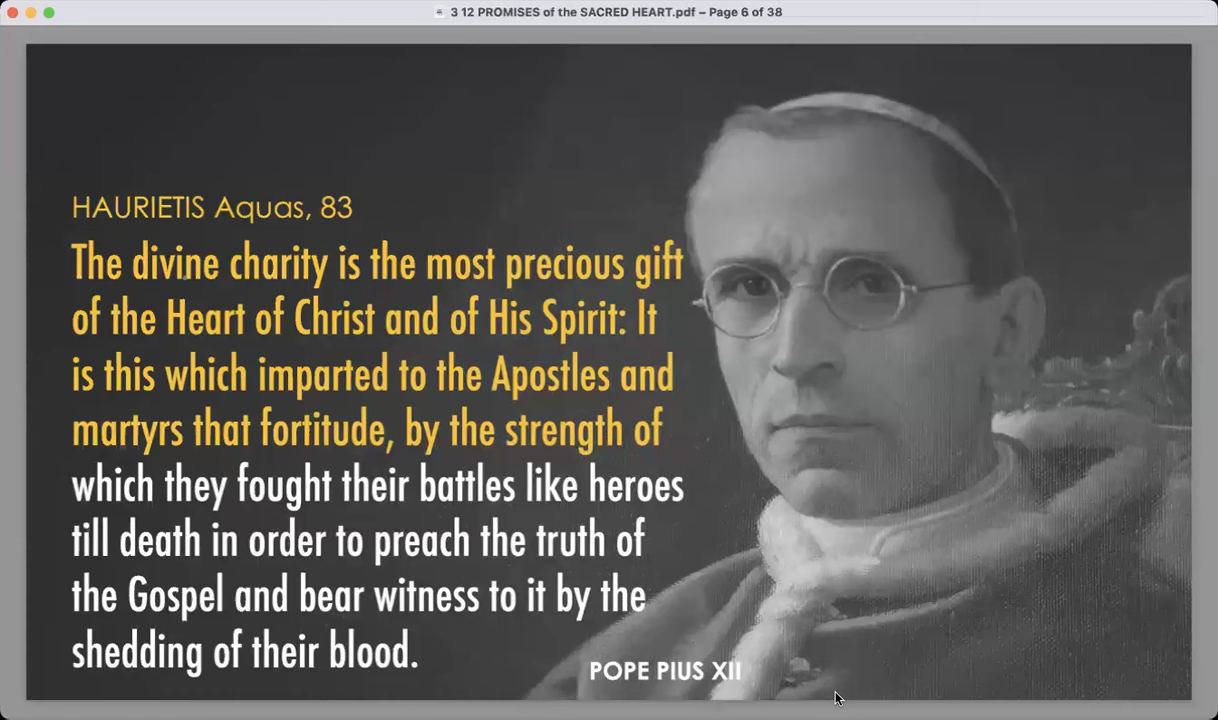 3 12 PROMISES of the SACRED HEART.pdf – Page 6 of 38
HAURIETIS Aquas, 83
The divine charity is the most precious gift
of the Heart of Christ and of His Spirit: It
is this which imparted to the Apostles and
martyrs that fortitude, by the strength of
which they fought their battles like heroes
till death in order to preach the truth of
the Gospel and bear witness to it by the
shedding of their blood.
POPE PIUS XII